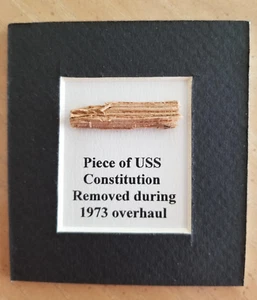 Piece of USS
Constitution
Removed during
1973 overhaul